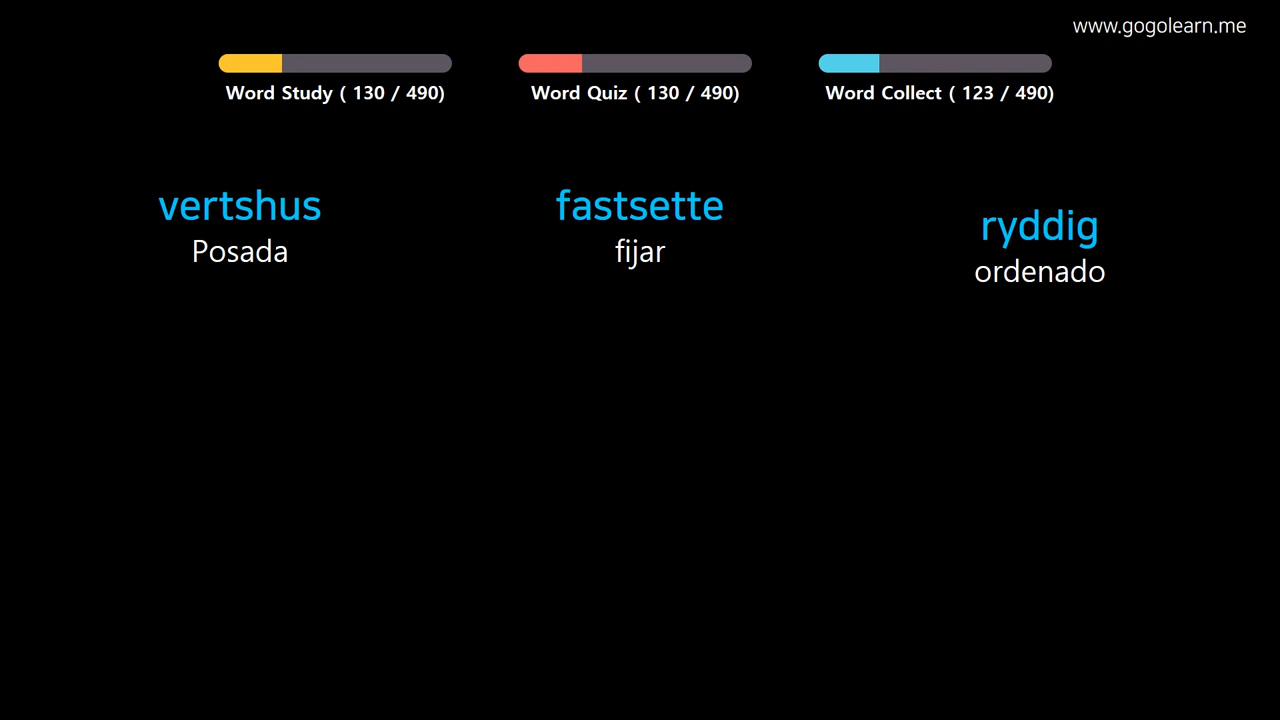 www.gogolearn.me
Word Study ( 130 / 490)
Word Quiz ( 130 / 490)
Word Collect ( 123 / 490)
vertshus
Posada
fastsette
fijar
ryddig
ordenado